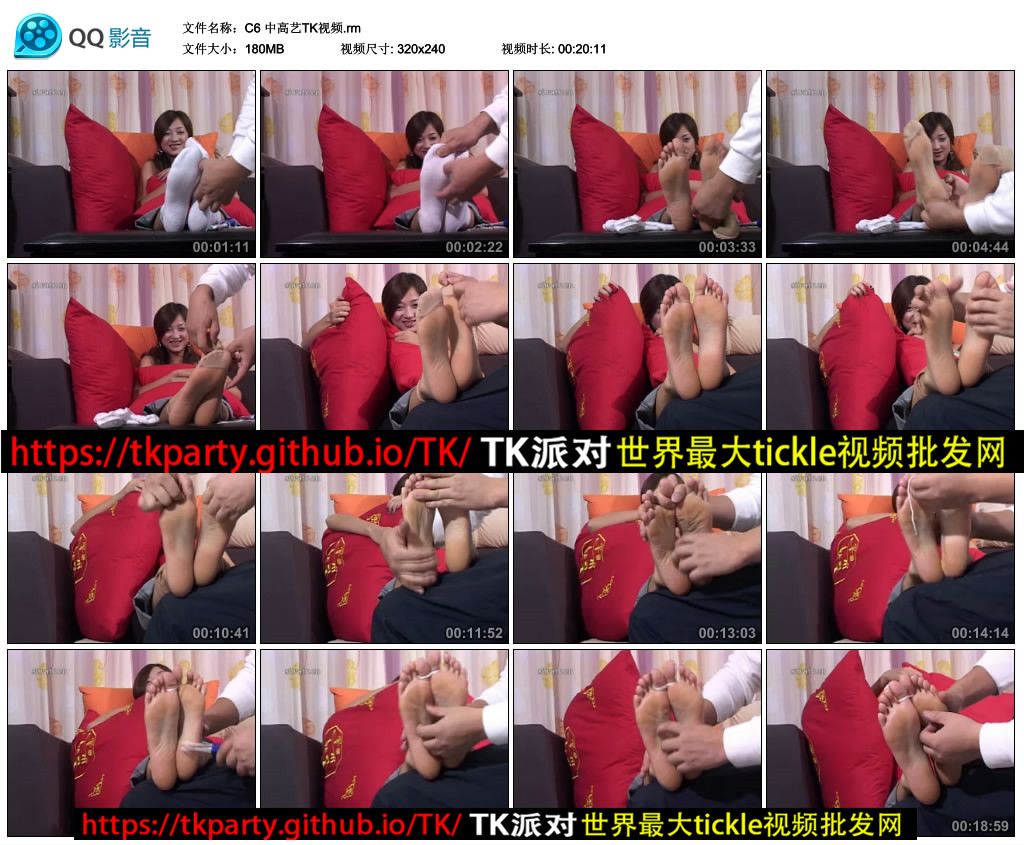 QQ 影音
文件名称: C6 中高艺TK视频.rm
文件大小: 180MB 视频尺寸: 320x240 视频时长: 00:20:11
00:01:11 00:02:22 00:03:33 00:04:44
https://tkparty.github.io/TK/ TK派对 世界最大tickle视频批发网
00:10:41 00:11:52 00:13:03 00:14:14
https://tkparty.github.io/TK/ TK派对 世界最大tickle视频批发网
00:18:59